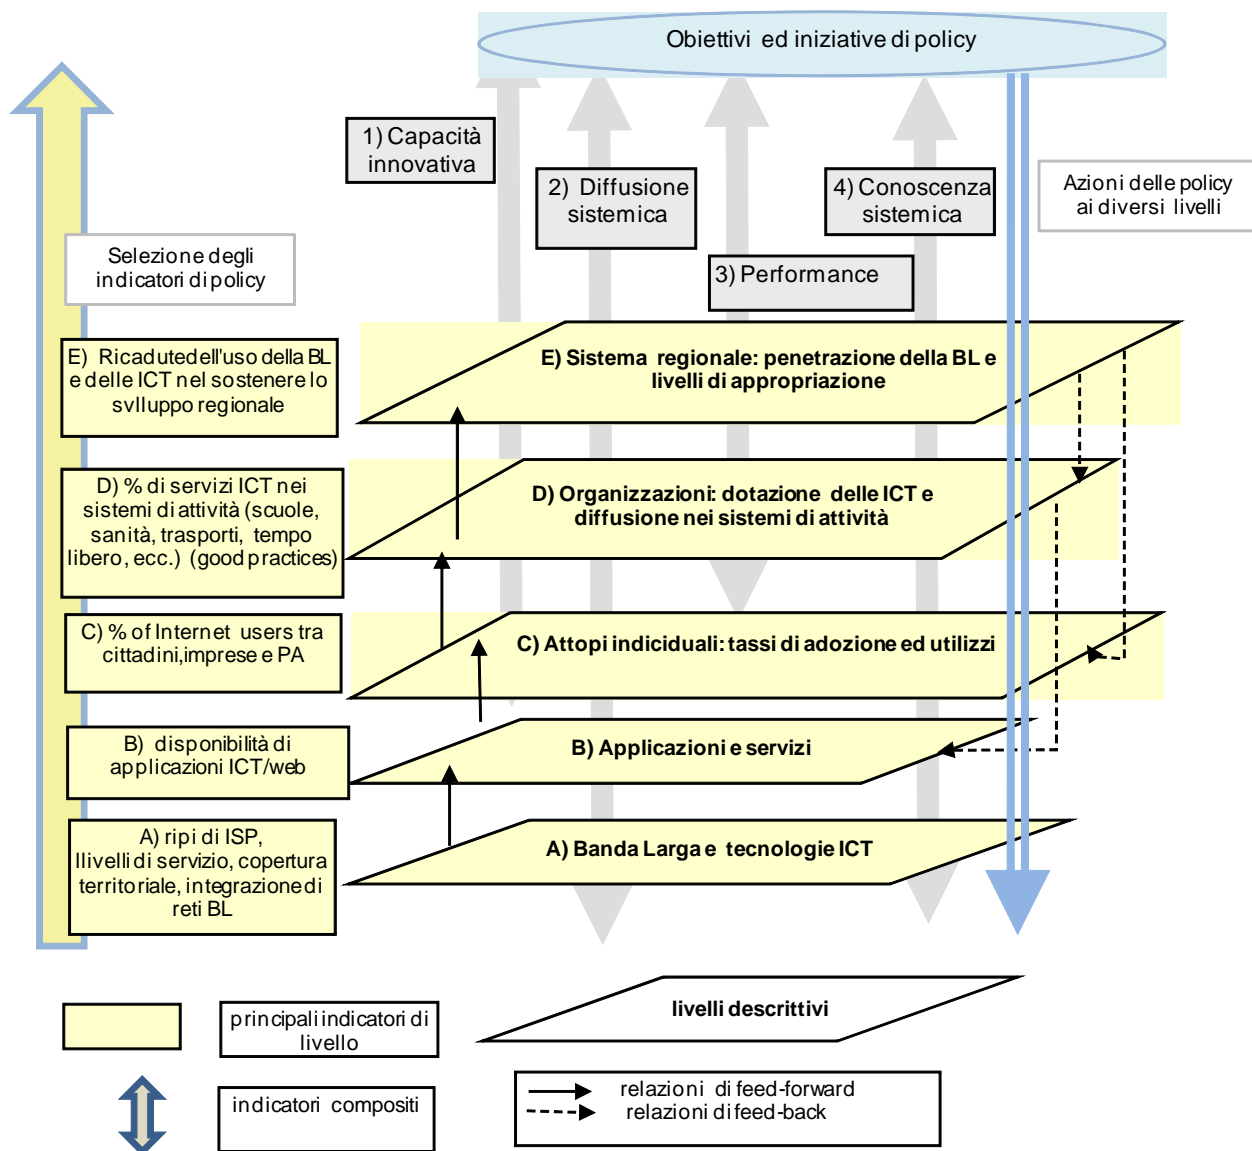 Obiettivi ed iniziative di policy
1) Capacità
innovativa
2) Diffusione
sistemica
3) Performance
4) Conoscenza
sistemica
Azioni delle policy
ai diversi livelli
Selezione degli
indicatori di policy
E) Ricadute dell'uso della BL
e delle ICT nel sostenere lo
svIluppo regionale
E) Sistema regionale: penetrazione della BL e
livelli di appropriazione
D) % di servizi ICT nei
sistemi di attività (scuole,
sanità, trasporti, tempo
libero, ecc.) (good practices)
D) Organizzazioni: dotazione delle ICT e
diffusione nei sistemi di attività
C) % of Internet users tra
cittadini,imprese e PA
C) Attopi indiciduali: tassi di adozione ed utilizzi
B) disponibilità di
applicazioni ICT/web
B) Applicazioni e servizi
A) ripi di ISP,
llivelli di servizio, copertura
territoriale, integrazione di
reti BL
A) Banda Larga e tecnologie ICT
principali indicatori di
livello
livelli descrittivi
indicatori compositi
relazioni di feed-forward
relazioni di feed-back